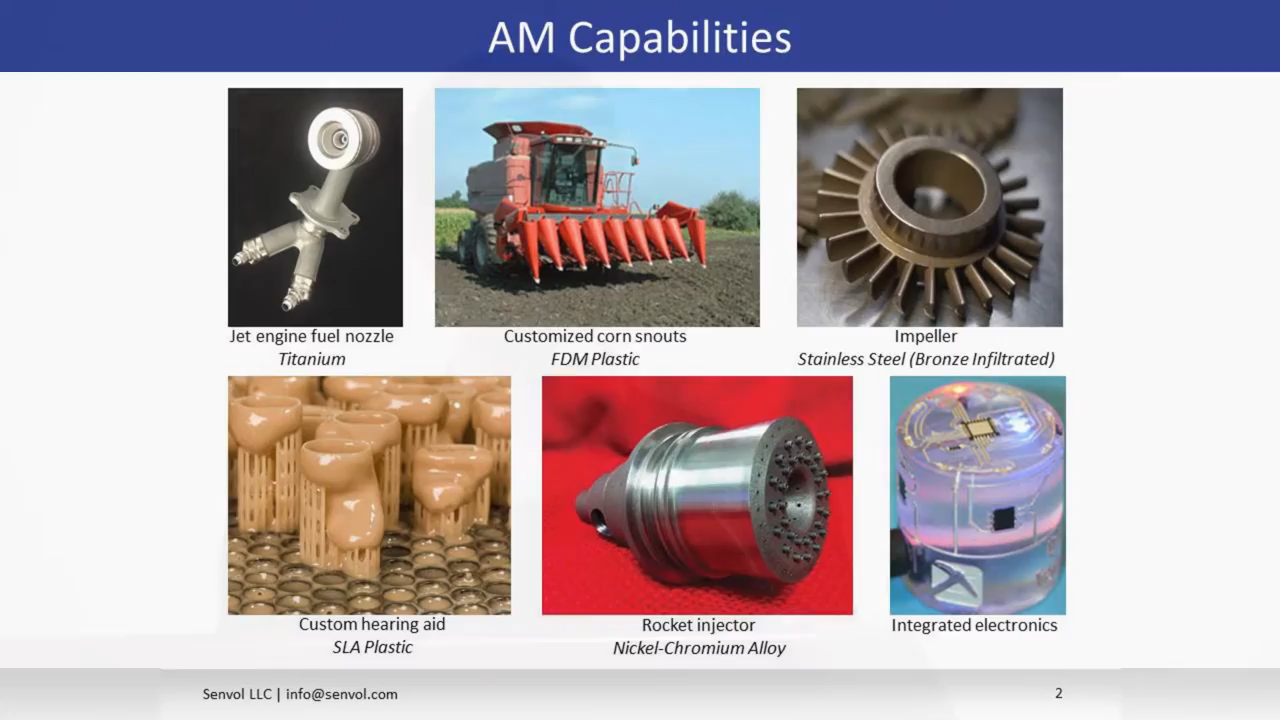 AM Capabilities
Jet engine fuel nozzle
Titanium
Customized corn snouts
FDM Plastic
Impeller
Stainless Steel (Bronze Infiltrated)
Custom hearing aid
SLA Plastic
Rocket injector
Nickel-Chromium Alloy
Integrated electronics
Senvol LLC | info@senvol.com
2